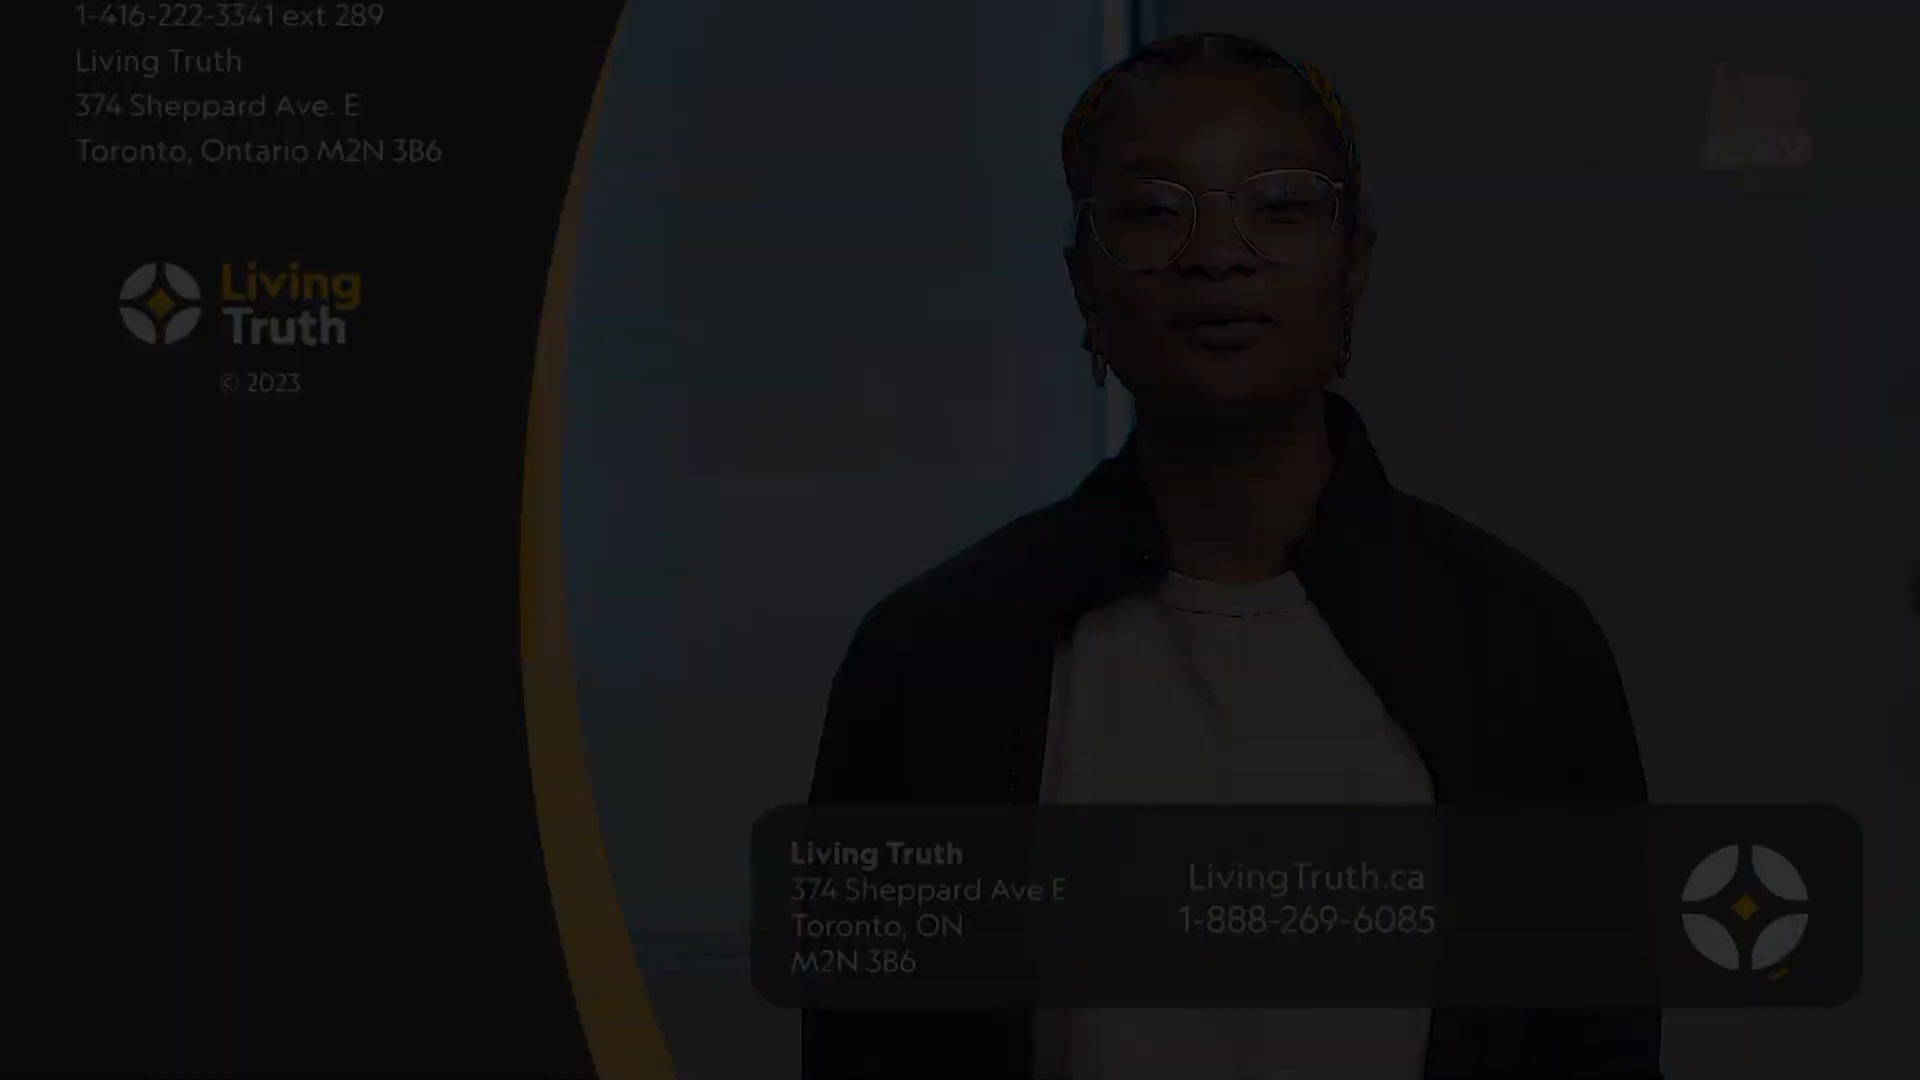 1-416-222-3341 ext 289
Living Truth
374 Sheppard Ave. E
Toronto, Ontario M2N 3B6
Living
Truth
© 2023
Living Truth
374 Sheppard Ave E
Toronto, ON
M2N 3B6
LivingTruth.ca
1-888-269-6085